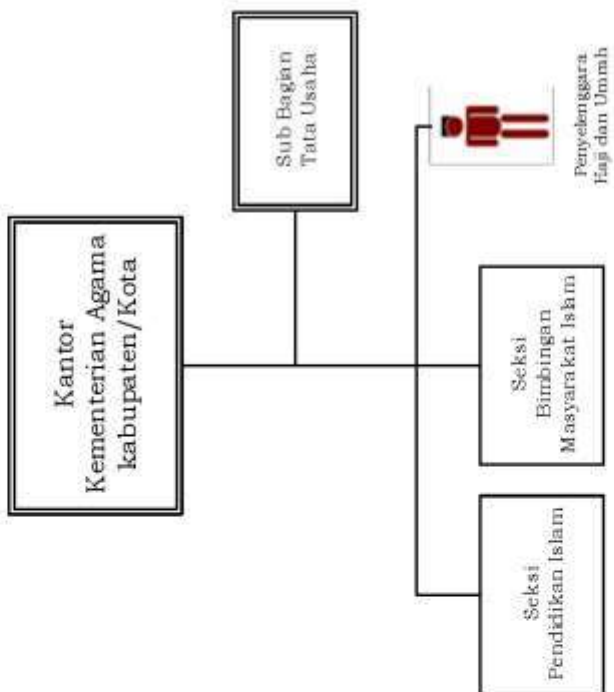 Kantor
Kementerian Agama
kabupaten/Kota
Sub Bagian
Tata Usaha
Seksi
Pendidikan Islam
Seksi
Bimbingan
Masyarakat Islam
Penyelenggara
Haji dan Umrah